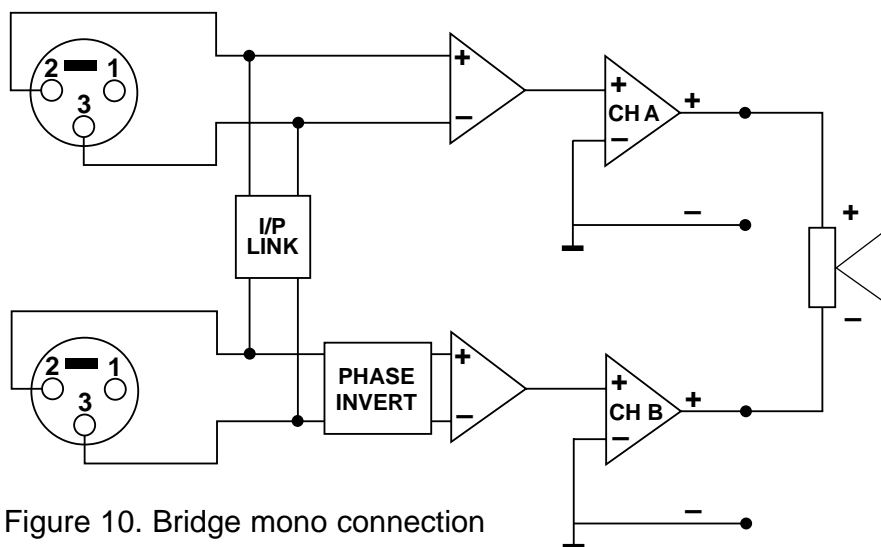 2 1
3
+
−
+
CH A
−
+
−
I/P
LINK
+
−
2 1
3
PHASE
INVERT
+
−
+
CH B
−
+
−
Figure 10. Bridge mono connection